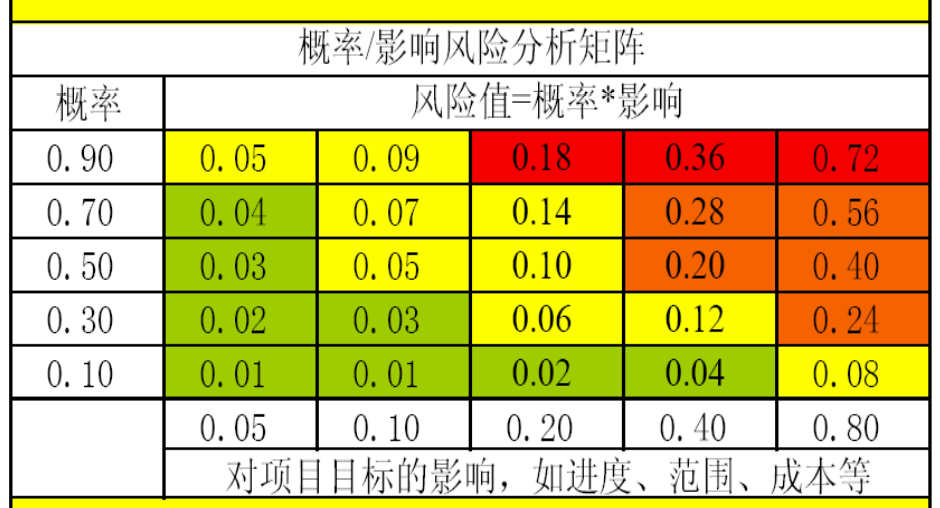 概率/影响风险分析矩阵
概率 风险值=概率*影响
0.90 0.05 0.09 0.18 0.36 0.72
0.70 0.04 0.07 0.14 0.28 0.56
0.50 0.03 0.05 0.10 0.20 0.40
0.30 0.02 0.03 0.06 0.12 0.24
0.10 0.01 0.01 0.02 0.04 0.08
0.05 0.10 0.20 0.40 0.80
对项目目标的影响，如进度、范围、成本等